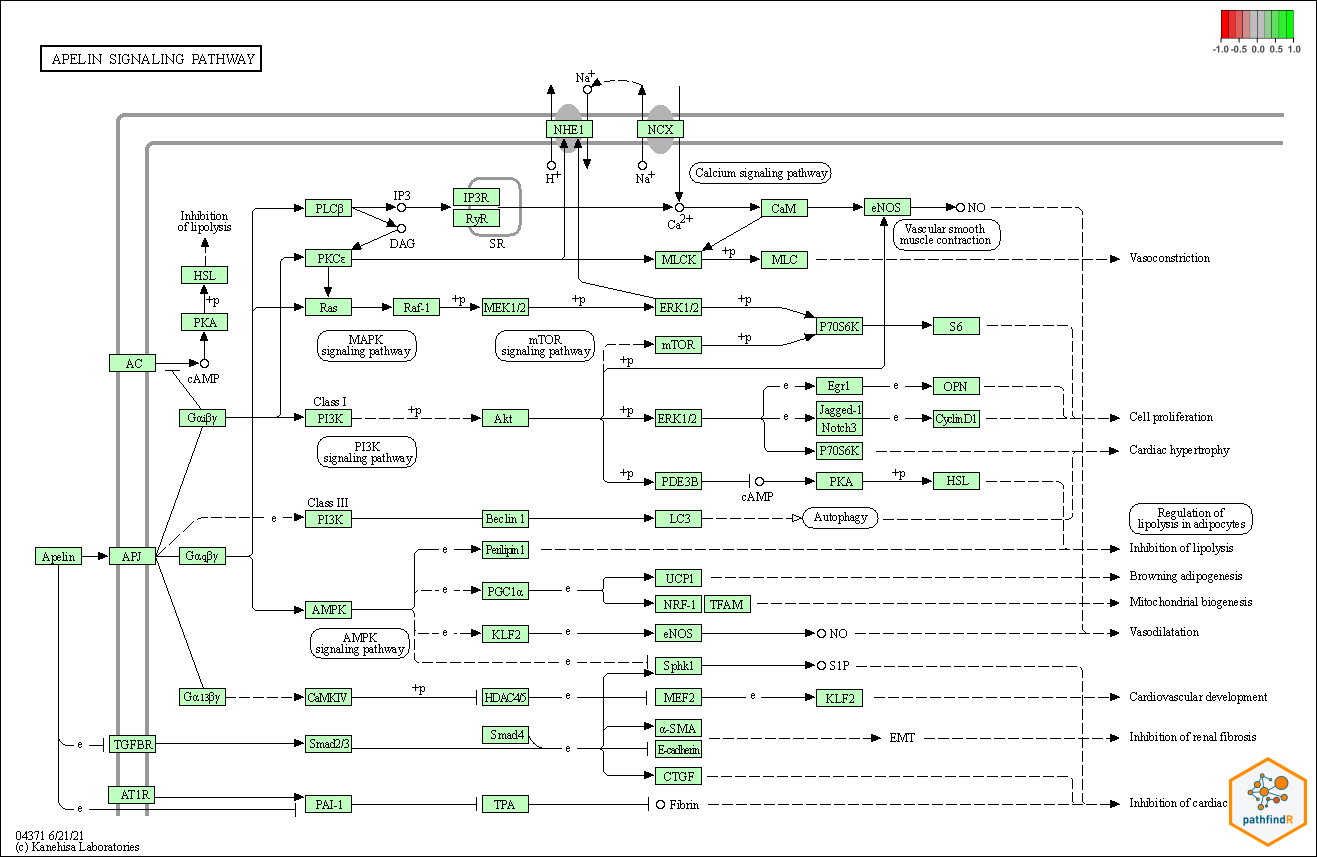 -1.0 -0.5 0.0 0.5 1.0
APELIN SIGNALING PATHWAY
Na+
NHE1
NCX
H+
Na+
Calcium signaling pathway
IP3
IP3R
PLCβ
CaM
eNOS
NO
RyR
Ca2+
Inhibition
of lipolysis
DAG
SR
Vascular smooth
muscle contraction
PKCε
MLCK
+p
MLC
Vasoconstriction
HSL
+p
Ras
Raf-1
+p
MEK1/2
+p
ERK1/2
+p
PKA
P70S6K
S6
MAPK
signaling pathway
mTOR
signaling pathway
mTOR
+p
+p
AC
cAMP
Class I
Egr1
e
e
OPN
Gαiβγ
PI3K
+p
Akt
+p
ERK1/2
e
Jagged-1
Notch3
e
CyclinD1
Cell proliferation
PI3K
signaling pathway
P70S6K
Cardiac hypertrophy
+p
PDE3B
cAMP
PKA
+p
HSL
Class III
e
PI3K
Beclin 1
LC3
Autophagy
Regulation of
lipolysis in adipocytes
Apelin
APJ
Gαqβγ
e
Perilipin1
Inhibition of lipolysis
UCP1
Browning adipogenesis
e
PGC1α
e
NRF-1
TFAM
Mitochondrial biogenesis
AMPK
AMPK
signaling pathway
e
KLF2
e
eNOS
NO
Vasodilatation
e
Sphk1
S1P
Gα13βγ
CaMKIV
+p
HDAC4/5
e
MEF2
e
KLF2
Cardiovascular development
α-SMA
e
TGFBR
Smad2/3
Smad4
e
E-cadherin
EMT
Inhibition of renal fibrosis
CTGF
AT1R
e
PAI-1
TPA
Fibrin
Inhibition of cardiac
pathfindR
04371 6/21/21
(c) Kanehisa Laboratories